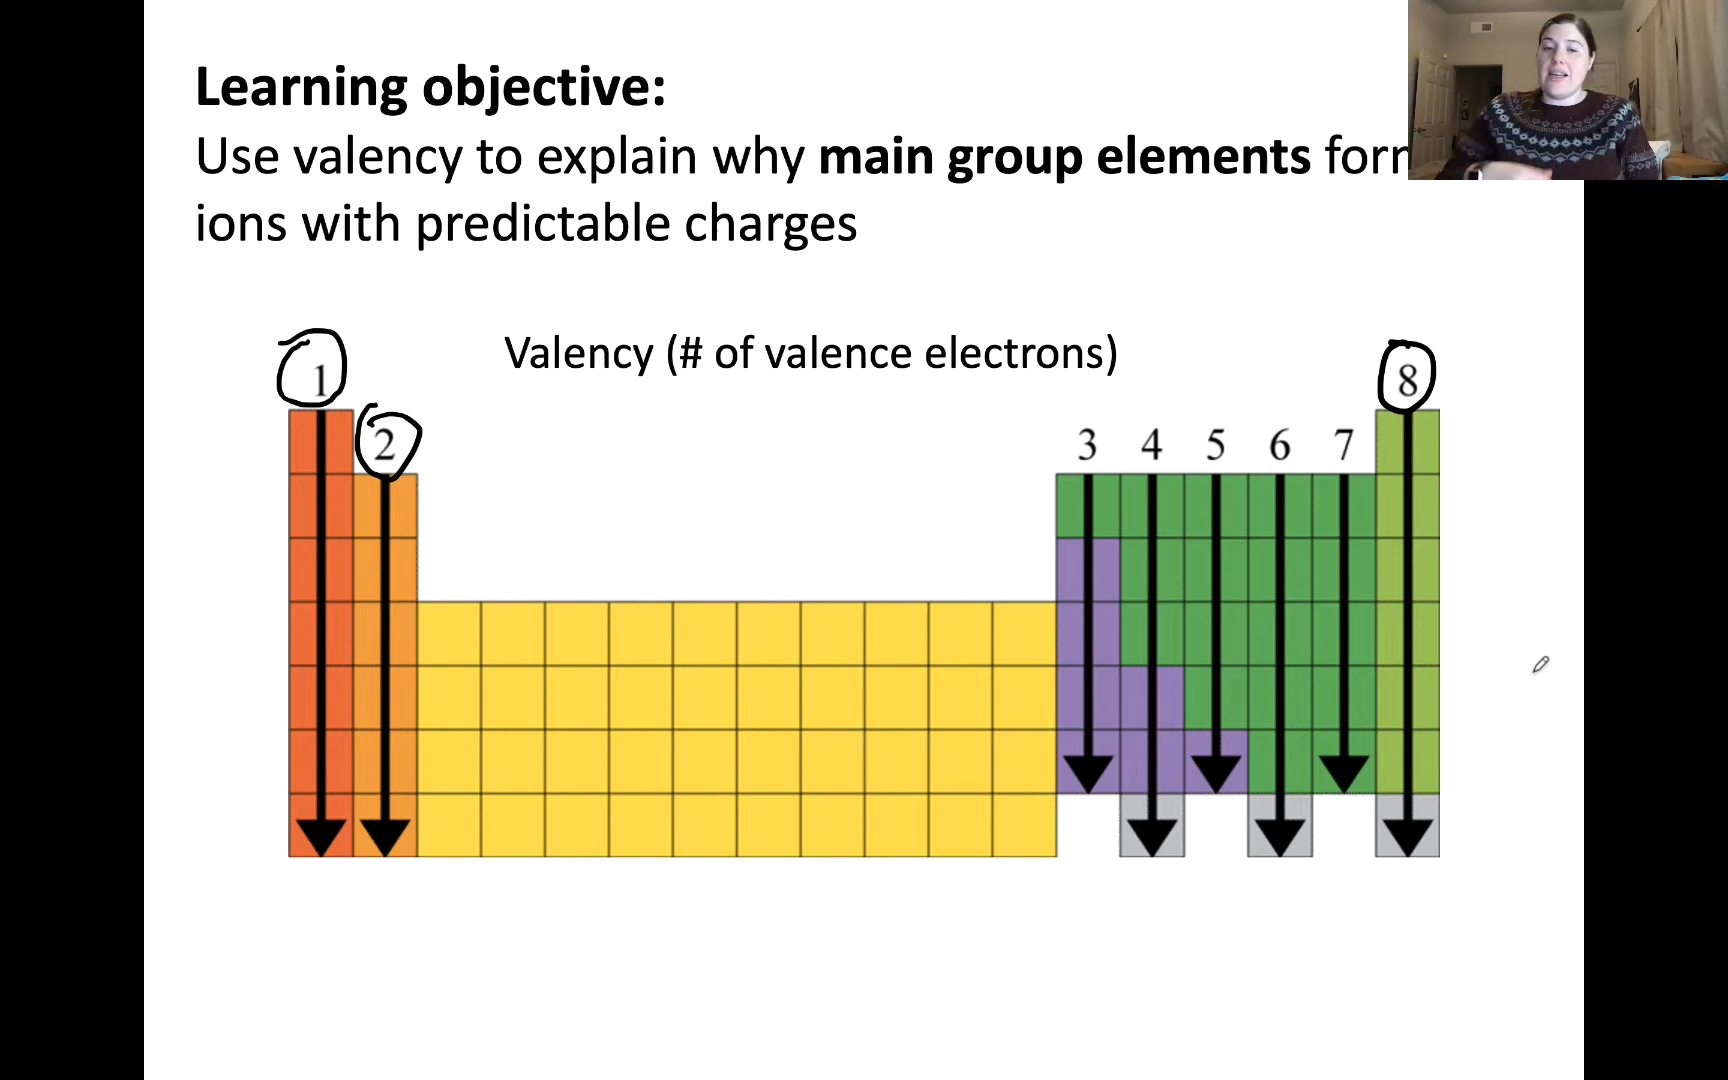 Learning objective:
Use valency to explain why main group elements
ions with predictable charges
Valency (# of valence electrons)
1
8
2
3 4 5 6 7